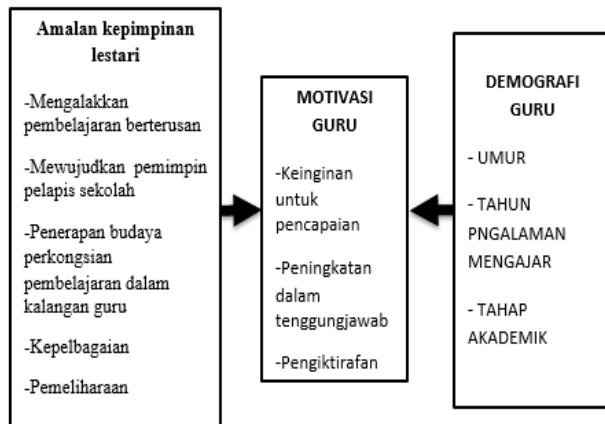 Amalan kepimpinan
lestari
-Mengalakkan
pembelajaran berterusan
-Mewujudkan pemimpin
pelapis sekolah
-Penerapan budaya
perkongsian
pembelajaran dalam
kalangan guru
-Kepelbagaian
-Pemeliharaan
MOTIVASI
GURU
-Keinginan
untuk
pencapaian
-Peningkatan
dalam
tenggungjawab
-Pengiktirafan
DEMOGRAFI
GURU
- UMUR
- TAHUN
PNGALAMAN
MENGAJAR
- TAHAP
AKADEMIK